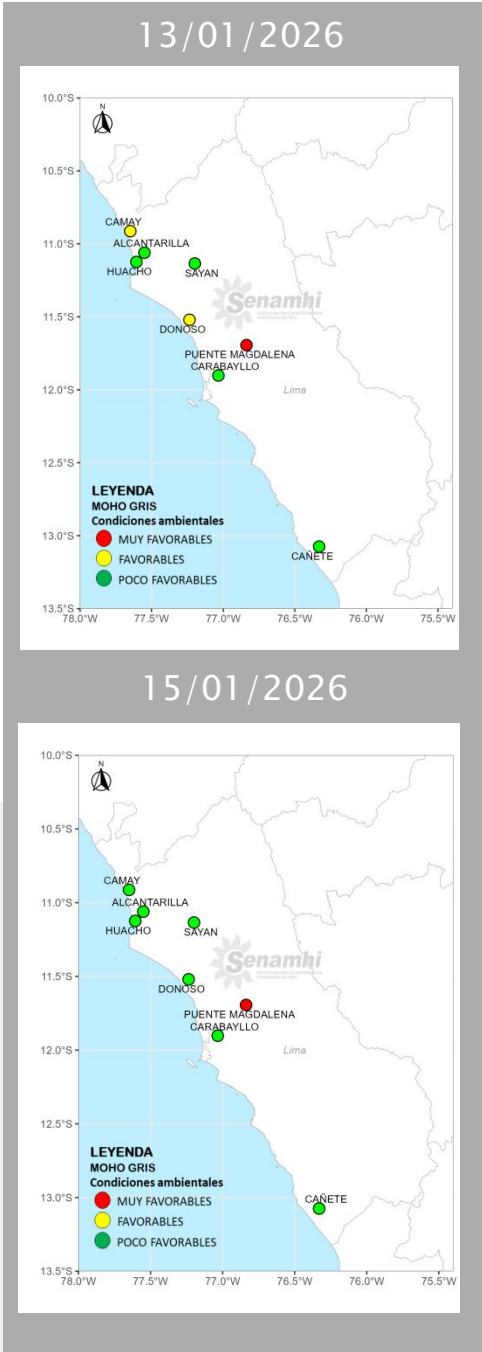 13/01/2026
10.0°S
N
10.5°S
CAMAY
11.0°S
ALCANTARILLA
HUACHO
SAYAN
Senamhi
11.5°S
DONOSO
PUENTE MAGDALENA
CARABAYLLO
12.0°S
Lima
12.5°S
LEYENDA
MOHO GRIS
Condiciones ambientales
13.0°S
MUY FAVORABLES
CAÑETE
FAVORABLES
POCO FAVORABLES
13.5°S
78.0°W 77.5°W 77.0°W 76.5°W 76.0°W 75.5°W
15/01/2026
10.0°S
N
10.5°S
CAMAY
11.0°S
ALCANTARILLA
HUACHO
SAYAN
Senamhi
11.5°S
DONOSO
PUENTE MAGDALENA
CARABAYLLO
12.0°S
Lima
12.5°S
LEYENDA
MOHO GRIS
Condiciones ambientales
13.0°S
CAÑETE
MUY FAVORABLES
FAVORABLES
POCO FAVORABLES
13.5°S
78.0°W 77.5°W 77.0°W 76.5°W 76.0°W 75.5°W